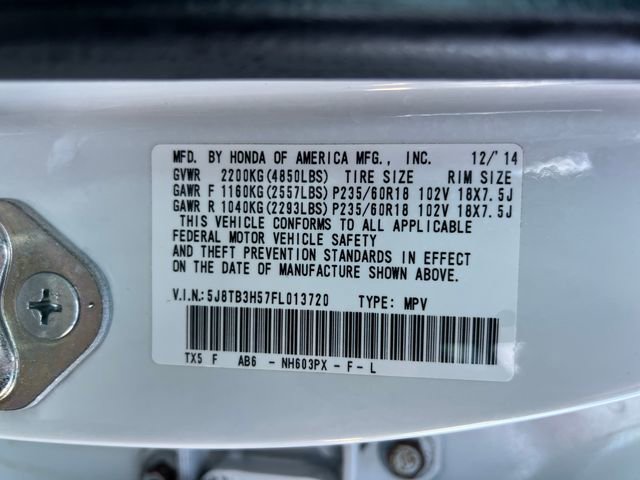 MFD. BY HONDA OF AMERICA MFG., INC. 12/'14
GVWR 2200KG(4850LBS) TIRE SIZE RIM SIZE
GAWR F 1160KG(2557LBS) P235/60R18 102V 18X7.5J
GAWR R 1040KG(2293LBS) P235/60R18 102V 18X7.5J
THIS VEHICLE CONFORMS TO ALL APPLICABLE
FEDERAL MOTOR VEHICLE SAFETY
AND THEFT PREVENTION STANDARDS IN EFFECT
ON THE DATE OF MANUFACTURE SHOWN ABOVE.
V.I.N.: 5J8TB3H57FL013720 TYPE: MPV
TX5 F AB6 - NH603PX - F - L